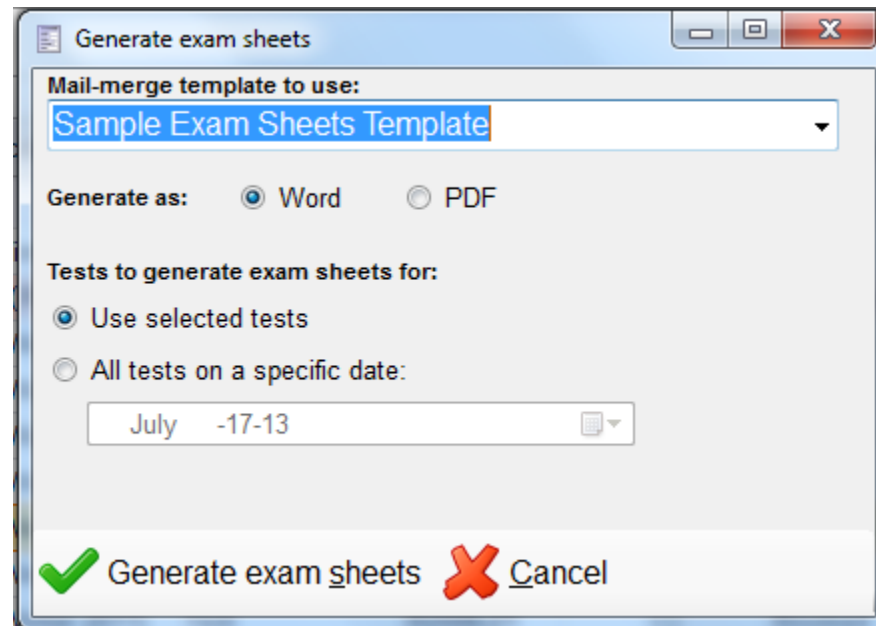 Generate exam sheets
Mail-merge template to use:
Sample Exam Sheets Template
Generate as: Word PDF
Tests to generate exam sheets for:
Use selected tests
All tests on a specific date:
July -17-13
Generate exam sheets Cancel